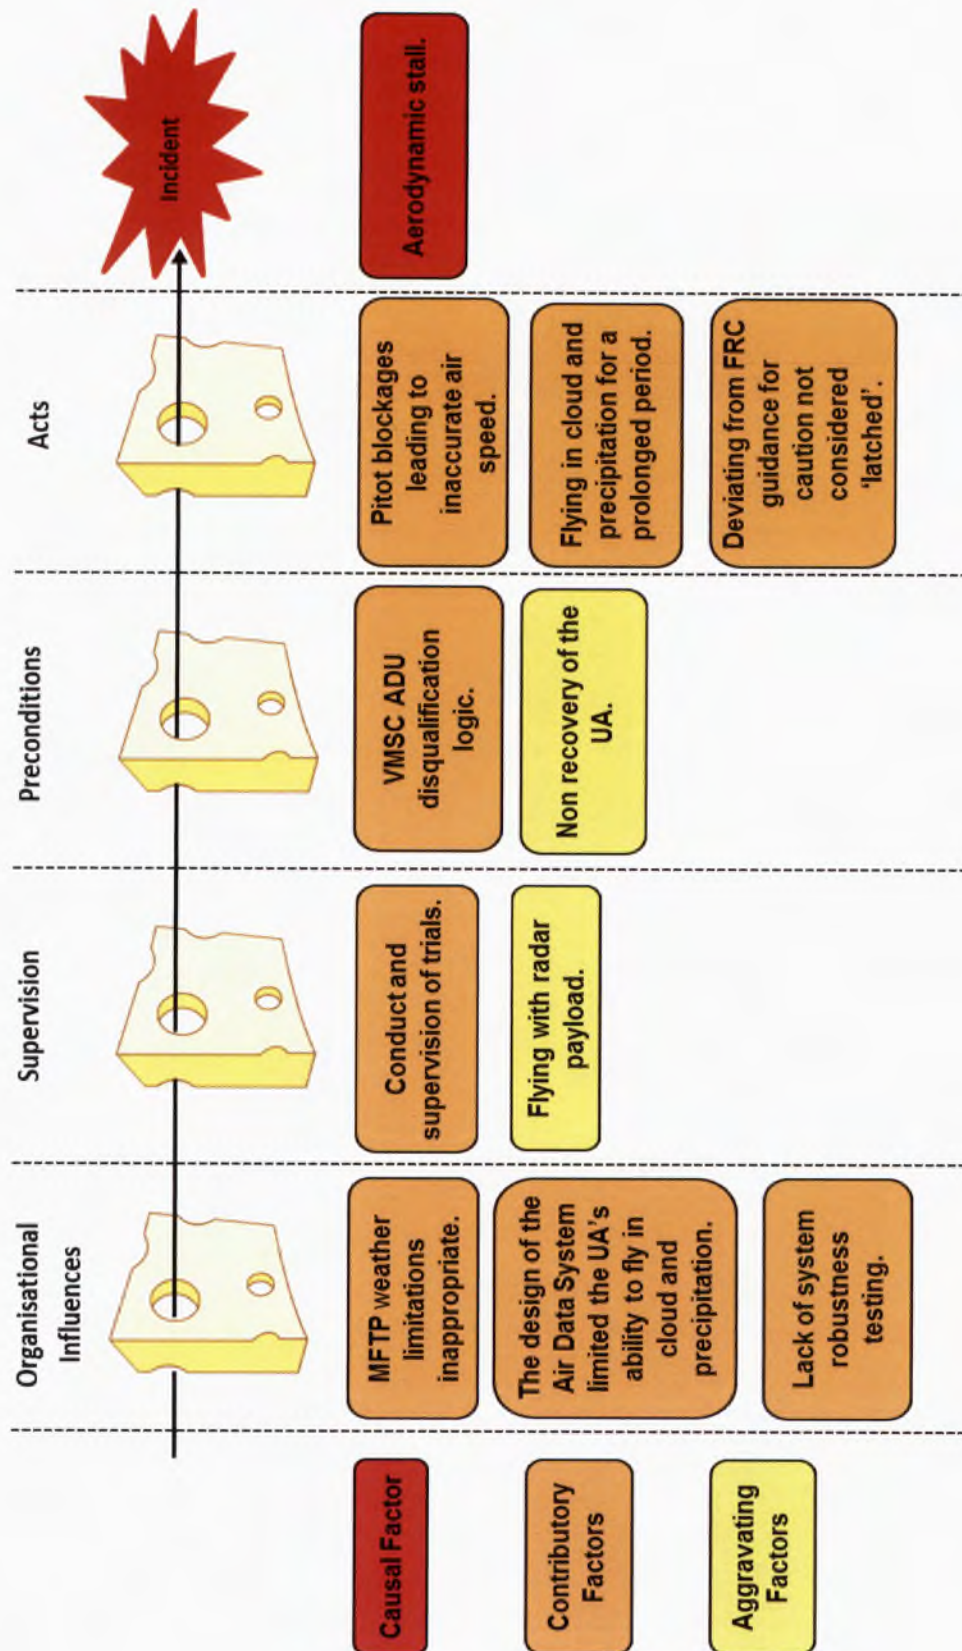 Organisational
Influences
Supervision
Preconditions
Acts
Incident
Causal Factor
MFTP weather
limitations
inappropriate.
Conduct and
supervision of trials.
VMSC ADU
disqualification
logic.
Pitot blockages
leading to
inaccurate air
speed.
Aerodynamic stall.
Contributory
Factors
The design of the
Air Data System
limited the UA's
ability to fly in
cloud and
precipitation.
Flying with radar
payload.
Non recovery of the
UA.
Flying in cloud and
precipitation for a
prolonged period.
Aggravating
Factors
Lack of system
robustness
testing.
Deviating from FRC
guidance for
caution not
considered
'latched'.